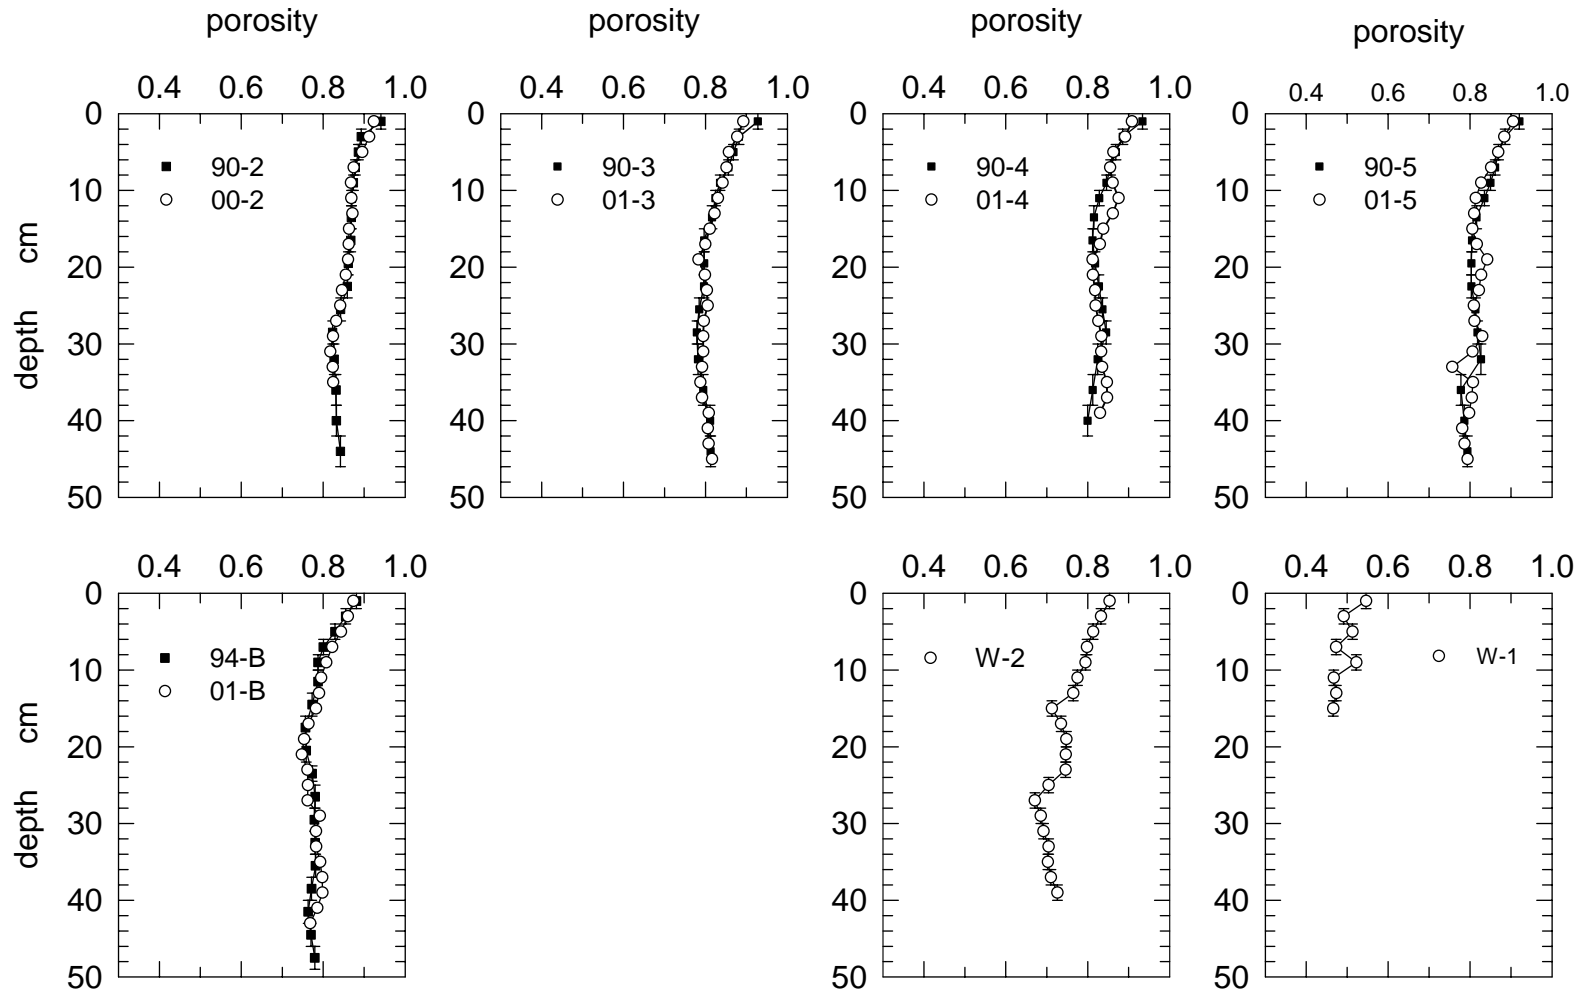 porosity porosity porosity porosity
0.4 0.6 0.8 1.0 0.4 0.6 0.8 1.0 0.4 0.6 0.8 1.0 0.4 0.6 0.8 1.0
0 0 0 0
90-2 90-3 90-4 90-5
10 10 10 10
00-2 01-3 01-4 01-5
20 20 20 20
30 30 30 30
40 40 40 40
50 50 50 50
depth cm
0.4 0.6 0.8 1.0 0.4 0.6 0.8 1.0 0.4 0.6 0.8 1.0
0 0 0
94-B W-2 W-1
10 10 10
01-B
20 20 20
30 30 30
40 40 40
50 50 50
depth cm